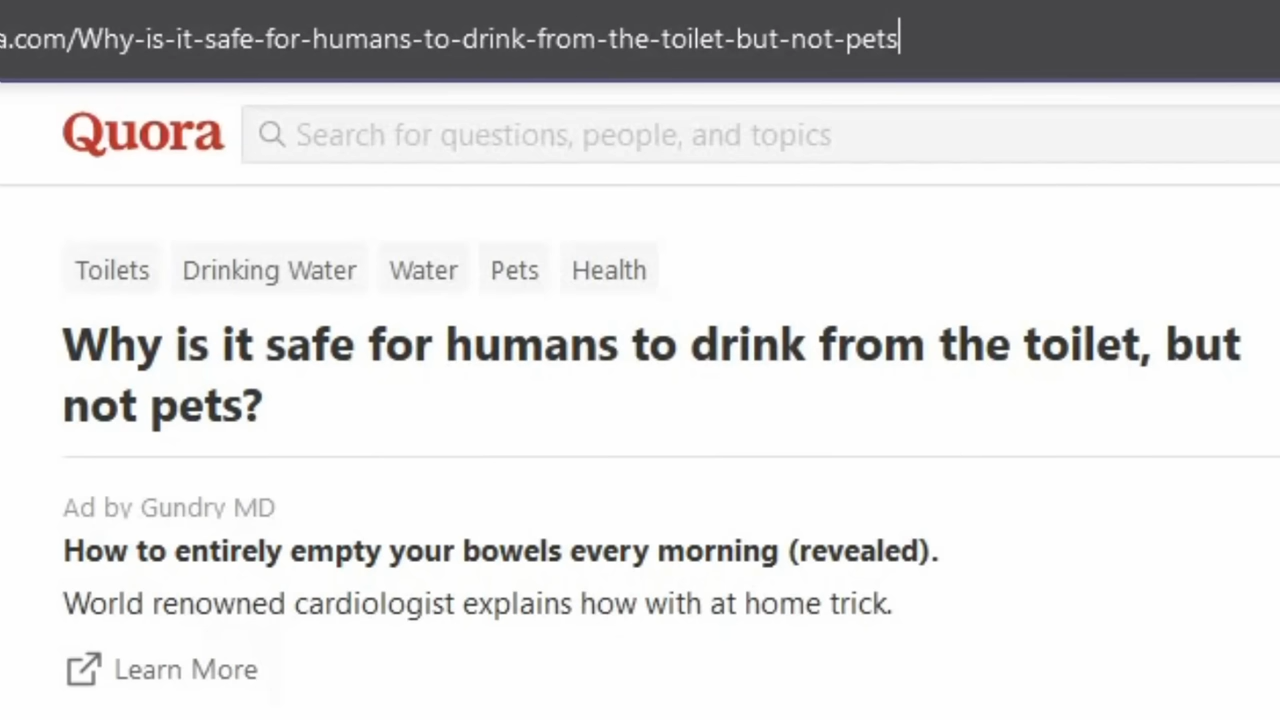 a.com/Why-is-it-safe-for-humans-to-drink-from-the-toilet-but-not-pets
Quora Search for questions, people, and topics
Toilets Drinking Water Water Pets Health
Why is it safe for humans to drink from the toilet, but
not pets?
Ad by Gundry MD
How to entirely empty your bowels every morning (revealed).
World renowned cardiologist explains how with at home trick.
Learn More